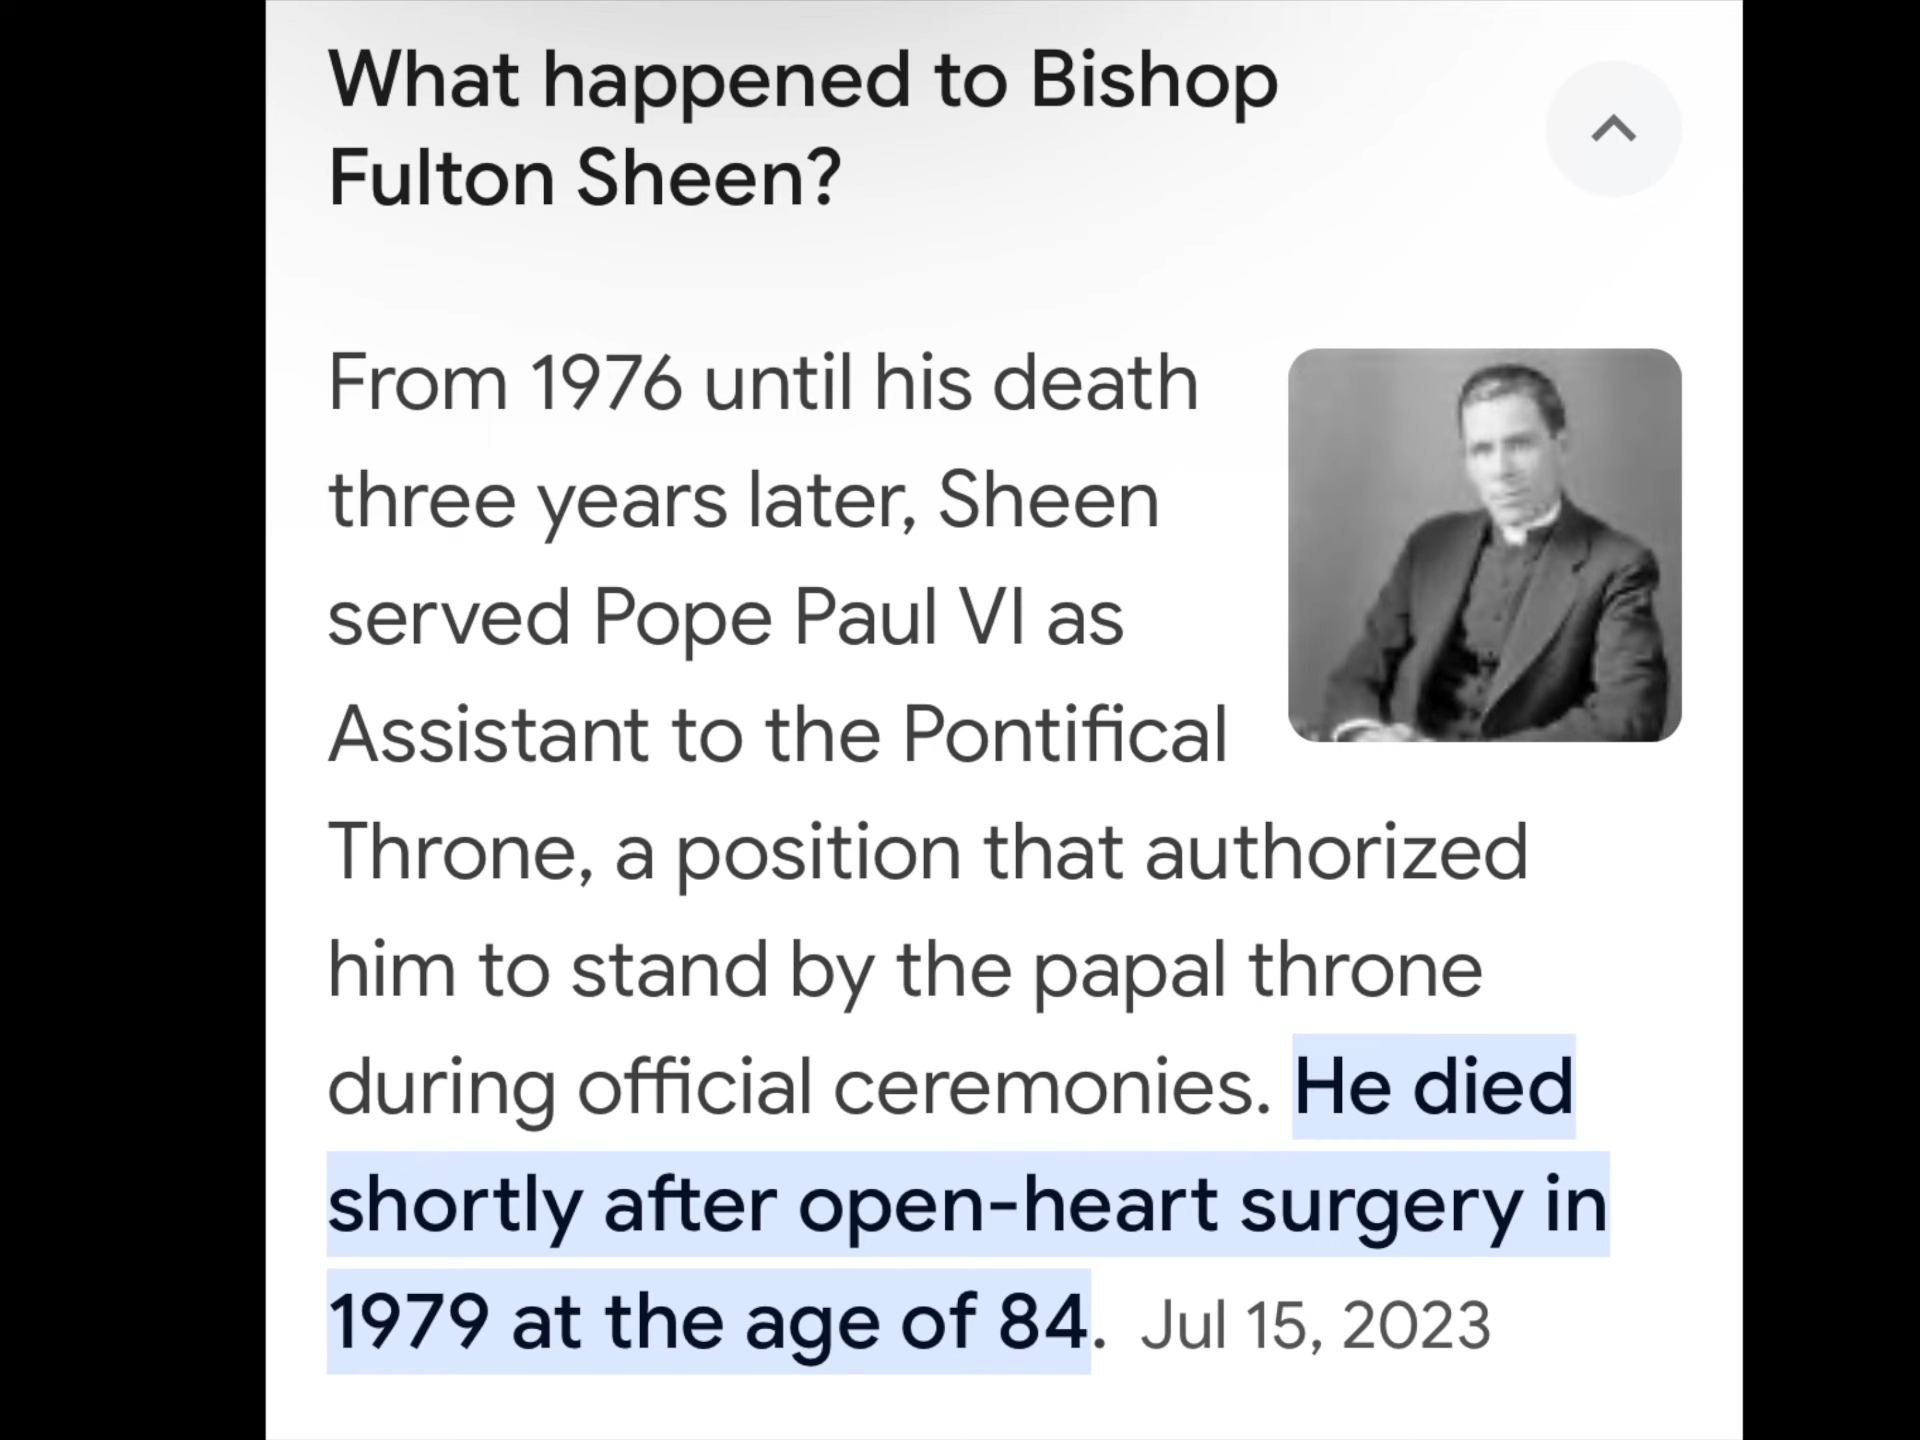 What happened to Bishop
Fulton Sheen?
From 1976 until his death
three years later, Sheen
served Pope Paul VI as
Assistant to the Pontifical
Throne, a position that authorized
him to stand by the papal throne
during official ceremonies. He died
shortly after open-heart surgery in
1979 at the age of 84. Jul 15, 2023